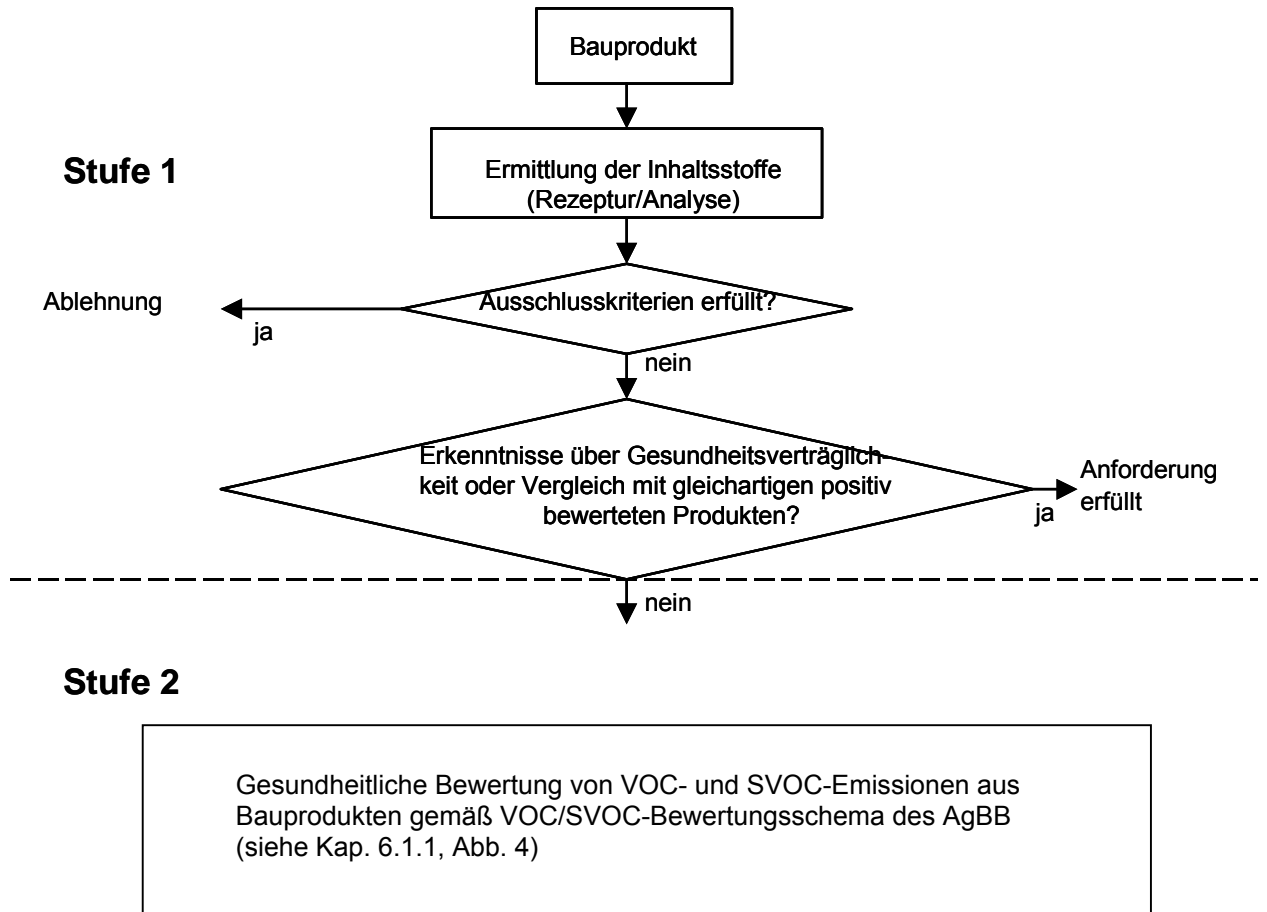 Bauprodukt
Stufe 1
Ermittlung der Inhaltsstoffe
(Rezeptur/Analyse)
Ablehnung
Ausschlusskriterien erfüllt?
ja
nein
Erkenntnisse über Gesundheitsverträglich-
keit oder Vergleich mit gleichartigen positiv
bewerteten Produkten?
Anforderung
erfüllt
ja
nein
Stufe 2
Gesundheitliche Bewertung von VOC- und SVOC-Emissionen aus
Bauprodukten gemäß VOC/SVOC-Bewertungsschema des AgBB
(siehe Kap. 6.1.1, Abb. 4)